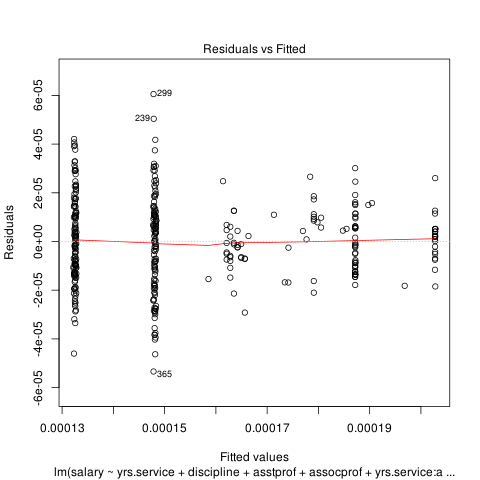 Residuals vs Fitted
6e-05
4e-05
2e-05
0e+00
-2e-05
-4e-05
-6e-05
Residuals
299
239
365
0.00013
0.00015
0.00017
0.00019
Fitted values
lm(salary ~ yrs.service + discipline + asstprof + assocprof + yrs.service:a ...